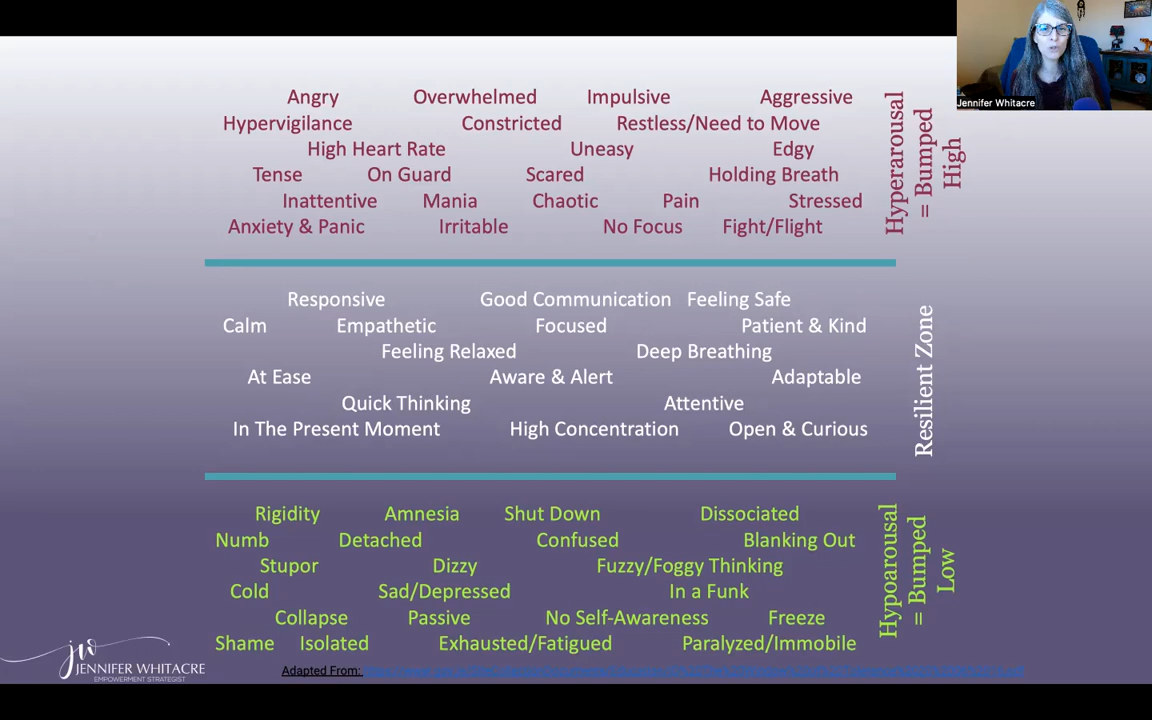 Jennifer Whitacre
Angry Overwhelmed Impulsive Aggressive
Hypervigilance Constricted Restless/Need to Move
High Heart Rate Uneasy Edgy
Tense On Guard Scared Holding Breath
Inattentive Mania Chaotic Pain Stressed
Anxiety & Panic Irritable No Focus Fight/Flight
Hyperarousal
= Bumped
High
Responsive Good Communication Feeling Safe
Calm Empathetic Focused Patient & Kind
Feeling Relaxed Deep Breathing
At Ease Aware & Alert Adaptable
Quick Thinking Attentive
In The Present Moment High Concentration Open & Curious
Resilient Zone
Rigidity Amnesia Shut Down Dissociated
Numb Detached Confused Blanking Out
Stupor Dizzy Fuzzy/Foggy Thinking
Cold Sad/Depressed In a Funk
Collapse Passive No Self-Awareness Freeze
Shame Isolated Exhausted/Fatigued Paralyzed/Immobile
Hypoarousal
= Bumped
Low
jw
JENNIFER WHITACRE
EMPOWERMENT STRATEGIST
Adapted From: